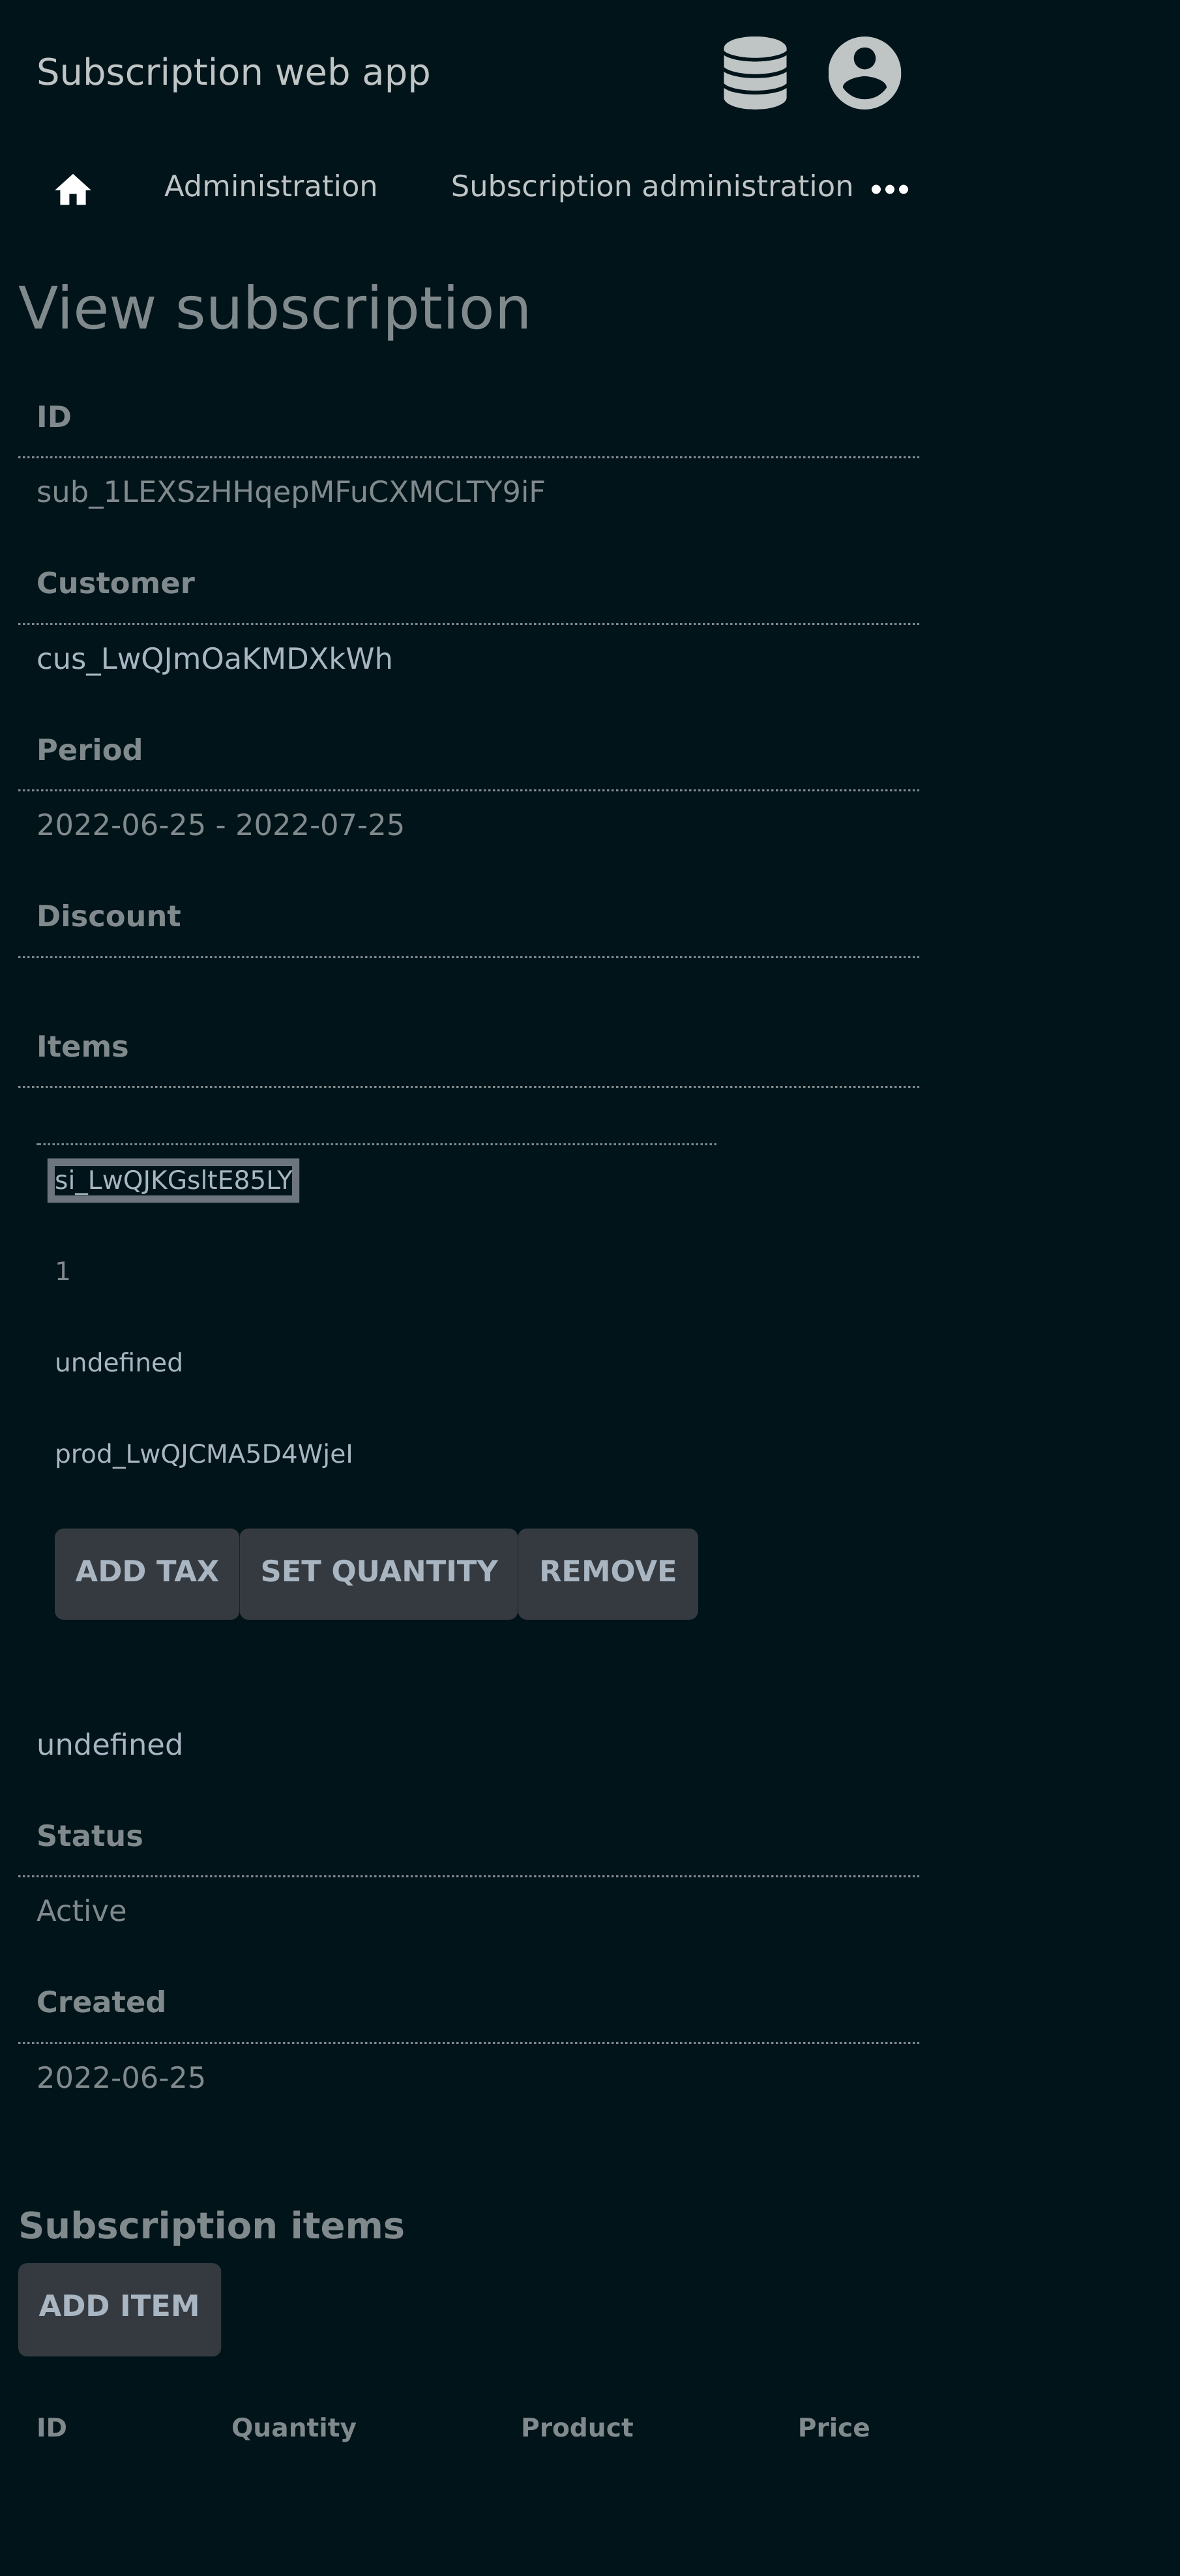 Subscription web app
Administration Subscription administration
View subscription
ID
sub_1LEXSzHHqepMFuCXMCLTY9iF
Customer
cus_LwQJmOaKMDXkWh
Period
2022-06-25 - 2022-07-25
Discount
Items
si_LwQJKGsltE85LY
1
undefined
prod_LwQJCMA5D4WjeI
ADD TAX SET QUANTITY REMOVE
undefined
Status
Active
Created
2022-06-25
Subscription items
ADD ITEM
ID Quantity Product Price